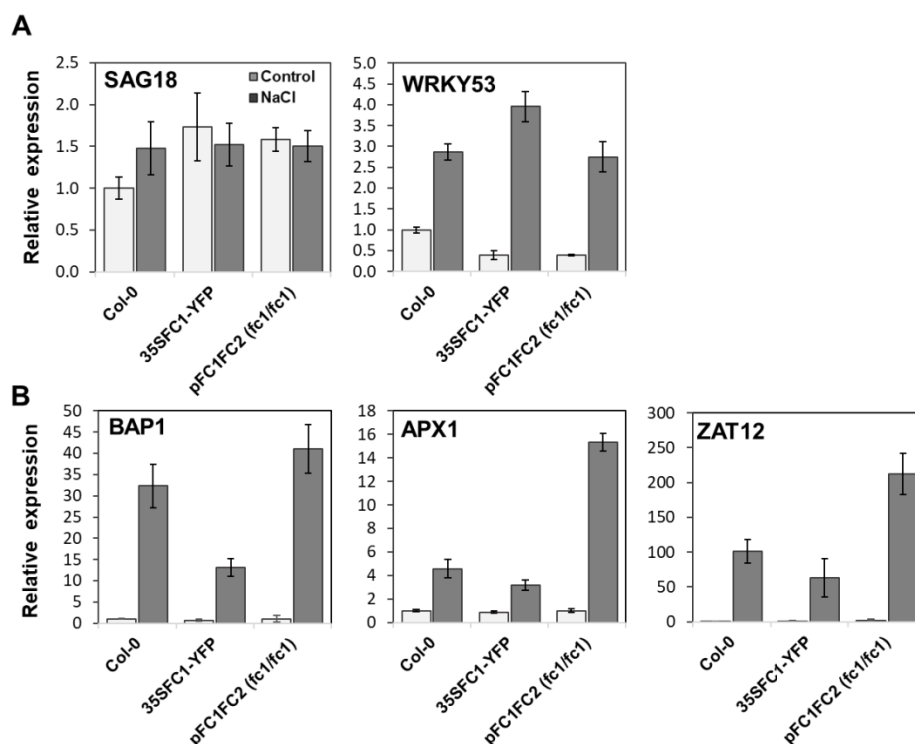 A
SAG18
Control
NaCl
WRKY53
Relative expression
2.5
2.0
1.5
1.0
0.5
0.0
5.0
4.5
4.0
3.5
3.0
2.5
2.0
1.5
1.0
0.5
0.0
Col-0
35SFC1-YFP
pFC1FC2 (fc1/fc1)
Col-0
35SFC1-YFP
pFC1FC2 (fc1/fc1)
B
BAP1
APX1
ZAT12
Relative expression
50
45
40
35
30
25
20
15
10
5
0
18
16
14
12
10
8
6
4
2
0
300
250
200
150
100
50
0
Col-0
35SFC1-YFP
pFC1FC2 (fc1/fc1)
Col-0
35SFC1-YFP
pFC1FC2 (fc1/fc1)
Col-0
35SFC1-YFP
pFC1FC2 (fc1/fc1)